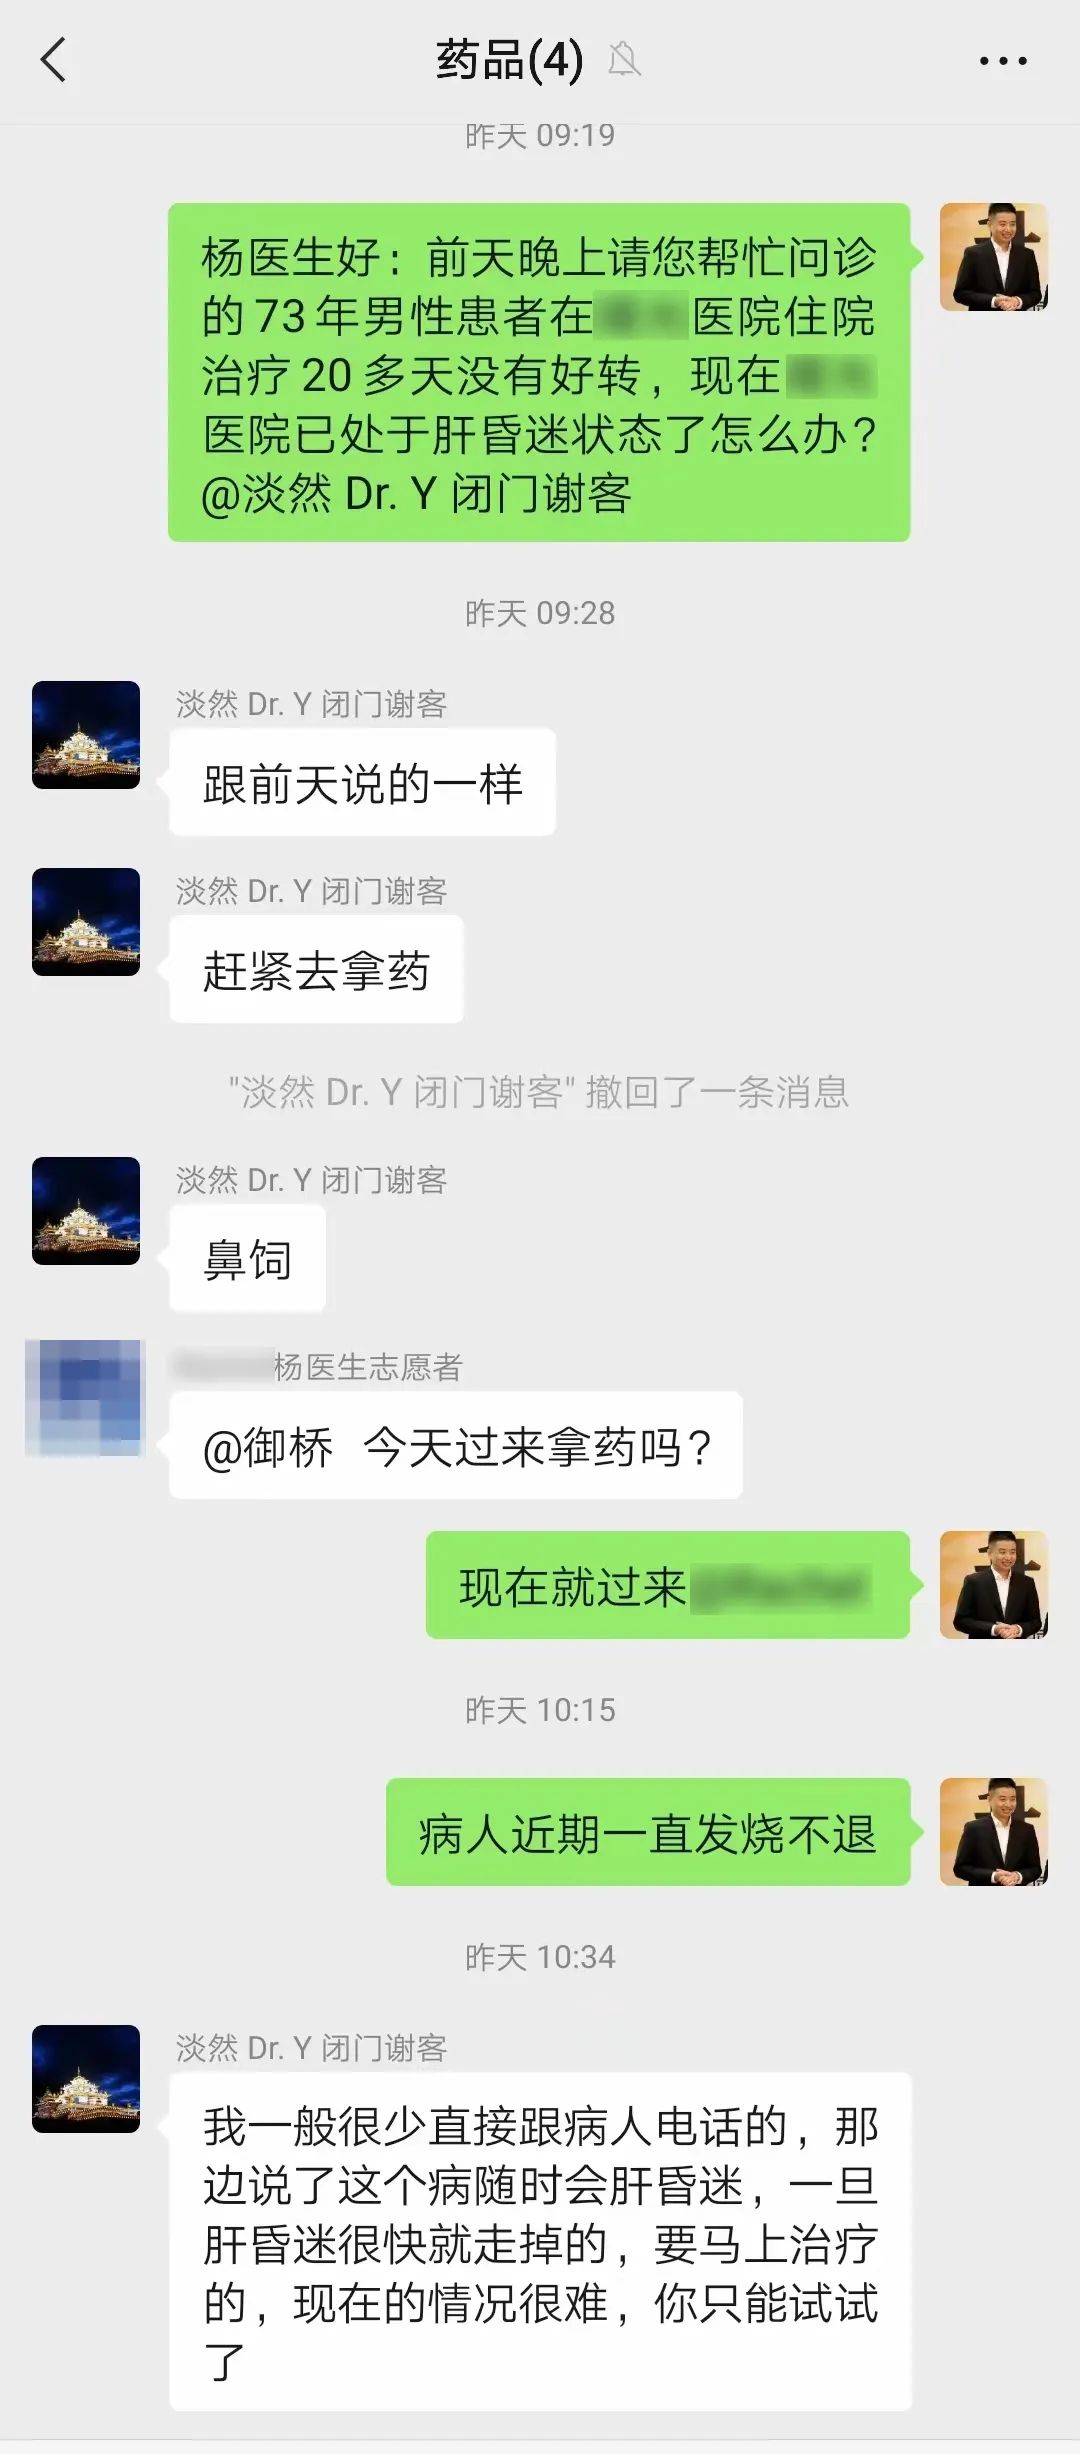 药品(4)
昨天 09:19
杨医生好：前天晚上请您帮忙问诊
的 73 年男性患者在医院住院
治疗 20 多天没有好转，现在
医院已处于肝昏迷状态了怎么办？
@淡然 Dr. Y 闭门谢客
昨天 09:28
淡然 Dr. Y 闭门谢客
跟前天说的一样
淡然 Dr. Y 闭门谢客
赶紧去拿药
"淡然 Dr. Y 闭门谢客" 撤回了一条消息
淡然 Dr. Y 闭门谢客
鼻饲
杨医生志愿者
@御桥 今天过来拿药吗？
现在就过来
昨天 10:15
病人近期一直发烧不退
昨天 10:34
淡然 Dr. Y 闭门谢客
我一般很少直接跟病人电话的，那
边说了这个病随时会肝昏迷，一旦
肝昏迷很快就走掉的，要马上治疗
的，现在的情况很难，你只能试试
了